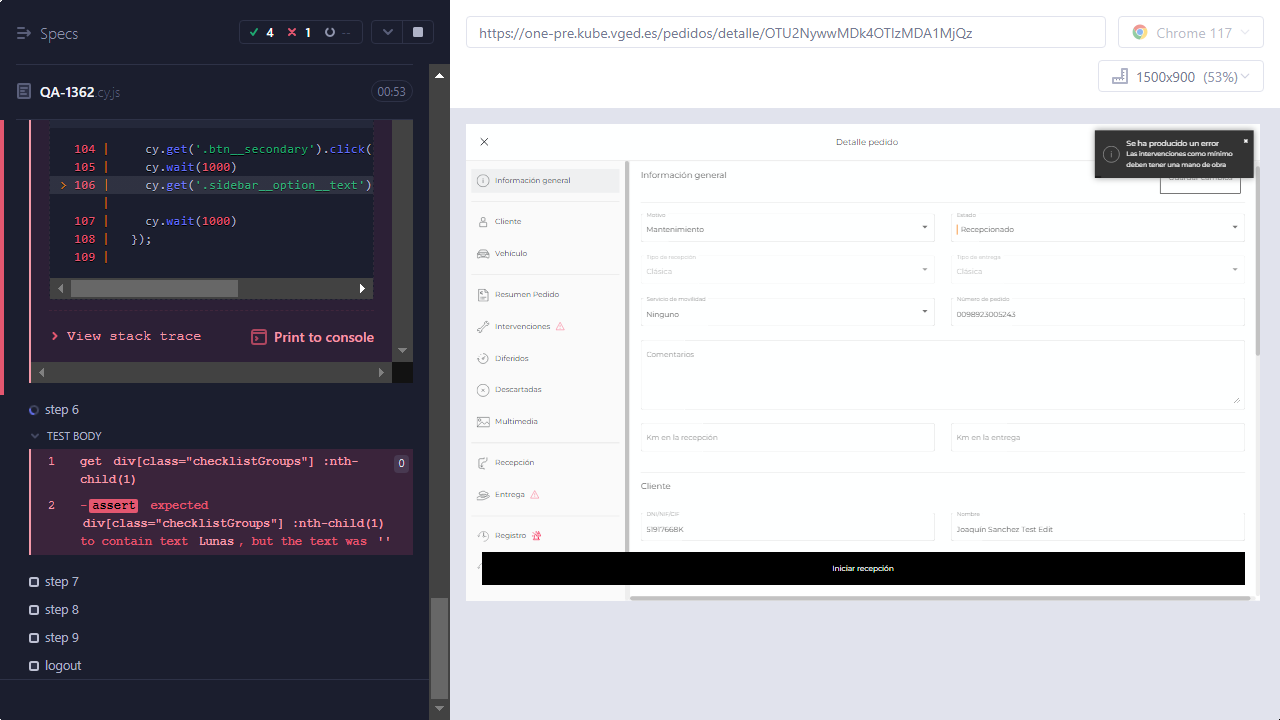 Specs
4
1
--
QA-1362.cy.js
00:53
104 | cy.get('.btn__secondary').click(
105 | cy.wait(1000)
> 106 | cy.get('.sidebar__option__text')
|
107 | cy.wait(1000)
108 | });
109 |
> View stack trace
Print to console
step 6
TEST BODY
1 get div[class="checklistGroups"] :nth-child(1) 0
2 -assert expected div[class="checklistGroups"] :nth-child(1) to contain text Lunas, but the text was ''
step 7
step 8
step 9
logout
https://one-pre.kube.vged.es/pedidos/detalle/OTU2NywwMDk4OTIzMDA1MjQz
Chrome 117
1500x900 (53%)
Detalle pedido
Se ha producido un error
Las intervenciones como mínimo
deben tener una mano de obra
Guardar cambios
Información general
Cliente
Vehículo
Resumen Pedido
Intervenciones
Diferidos
Descartadas
Multimedia
Recepción
Entrega
Registro
Información general
Motivo
Mantenimiento
Estado
Recepcionado
Tipo de recepción
Clásica
Tipo de entrega
Clásica
Servicio de movilidad
Ninguno
Número de pedido
0098923005243
Comentarios
Km en la recepción
Km en la entrega
Cliente
DNI/NIF/CIF
51917668K
Nombre
Joaquín Sanchez Test Edit
Iniciar recepción